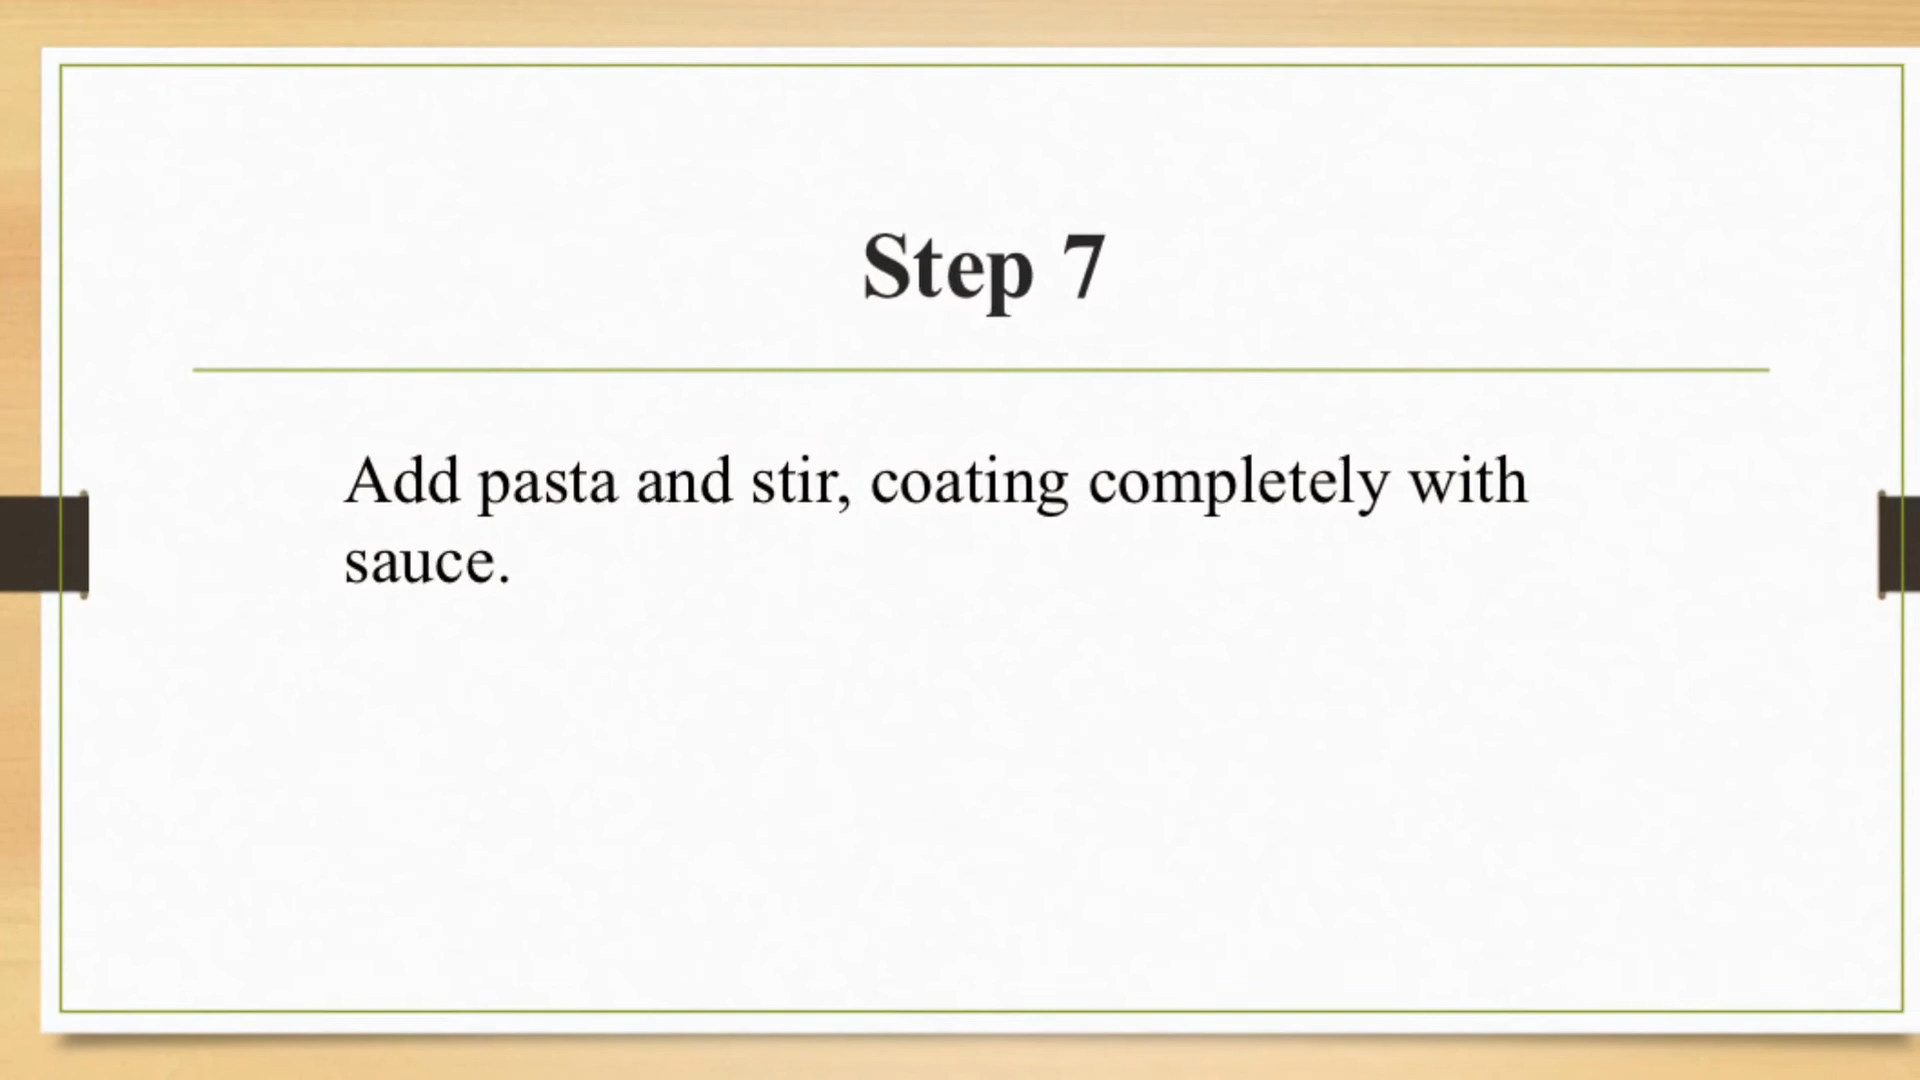 Step 7
Add pasta and stir, coating completely with
sauce.